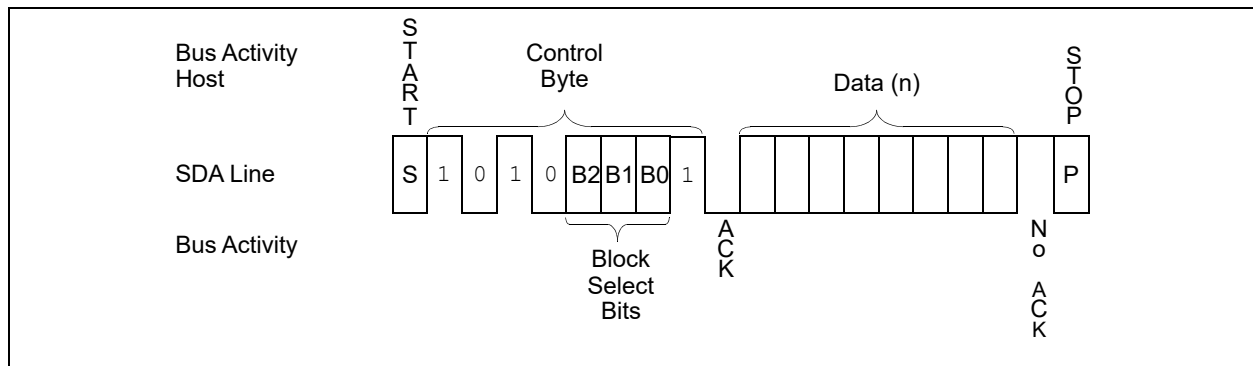 Bus Activity
Host
START
Control
Byte
Data (n)
STOP
SDA Line
S 1 0 1 0 B2 B1 B0 1 P
Bus Activity
Block
Select
Bits
ACK
No ACK